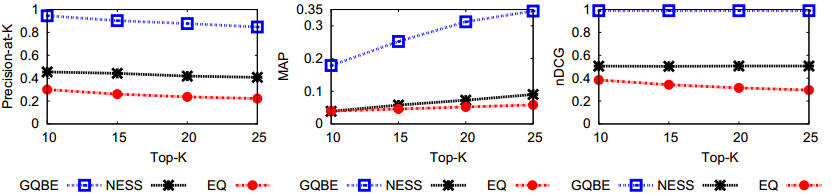 Precision-at-K
1
0.8
0.6
0.4
0.2
0
10 15 20 25
Top-K
GQBE NESS EQ
MAP
0.35
0.3
0.2
0.1
0
10 15 20 25
Top-K
GQBE NESS EQ
nDCG
1
0.8
0.6
0.4
0.2
0
10 15 20 25
Top-K
GQBE NESS EQ